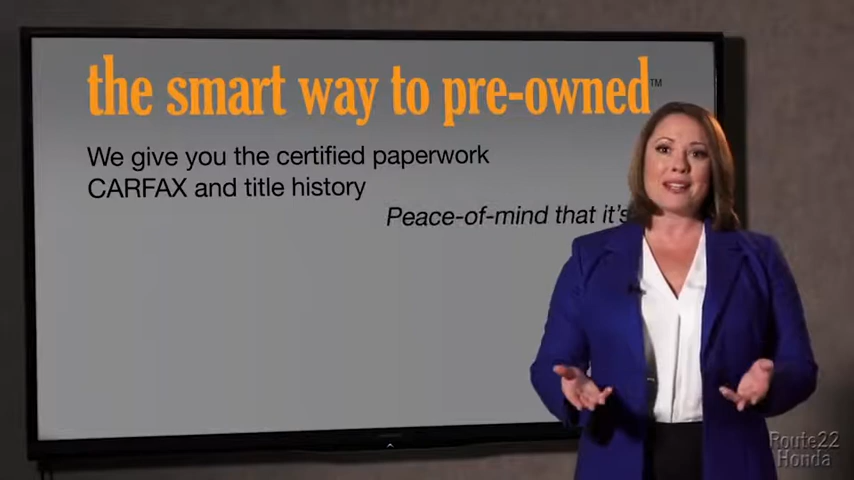 the smart way to pre-owned™
We give you the certified paperwork
CARFAX and title history
Peace-of-mind that it's
Route22
Honda